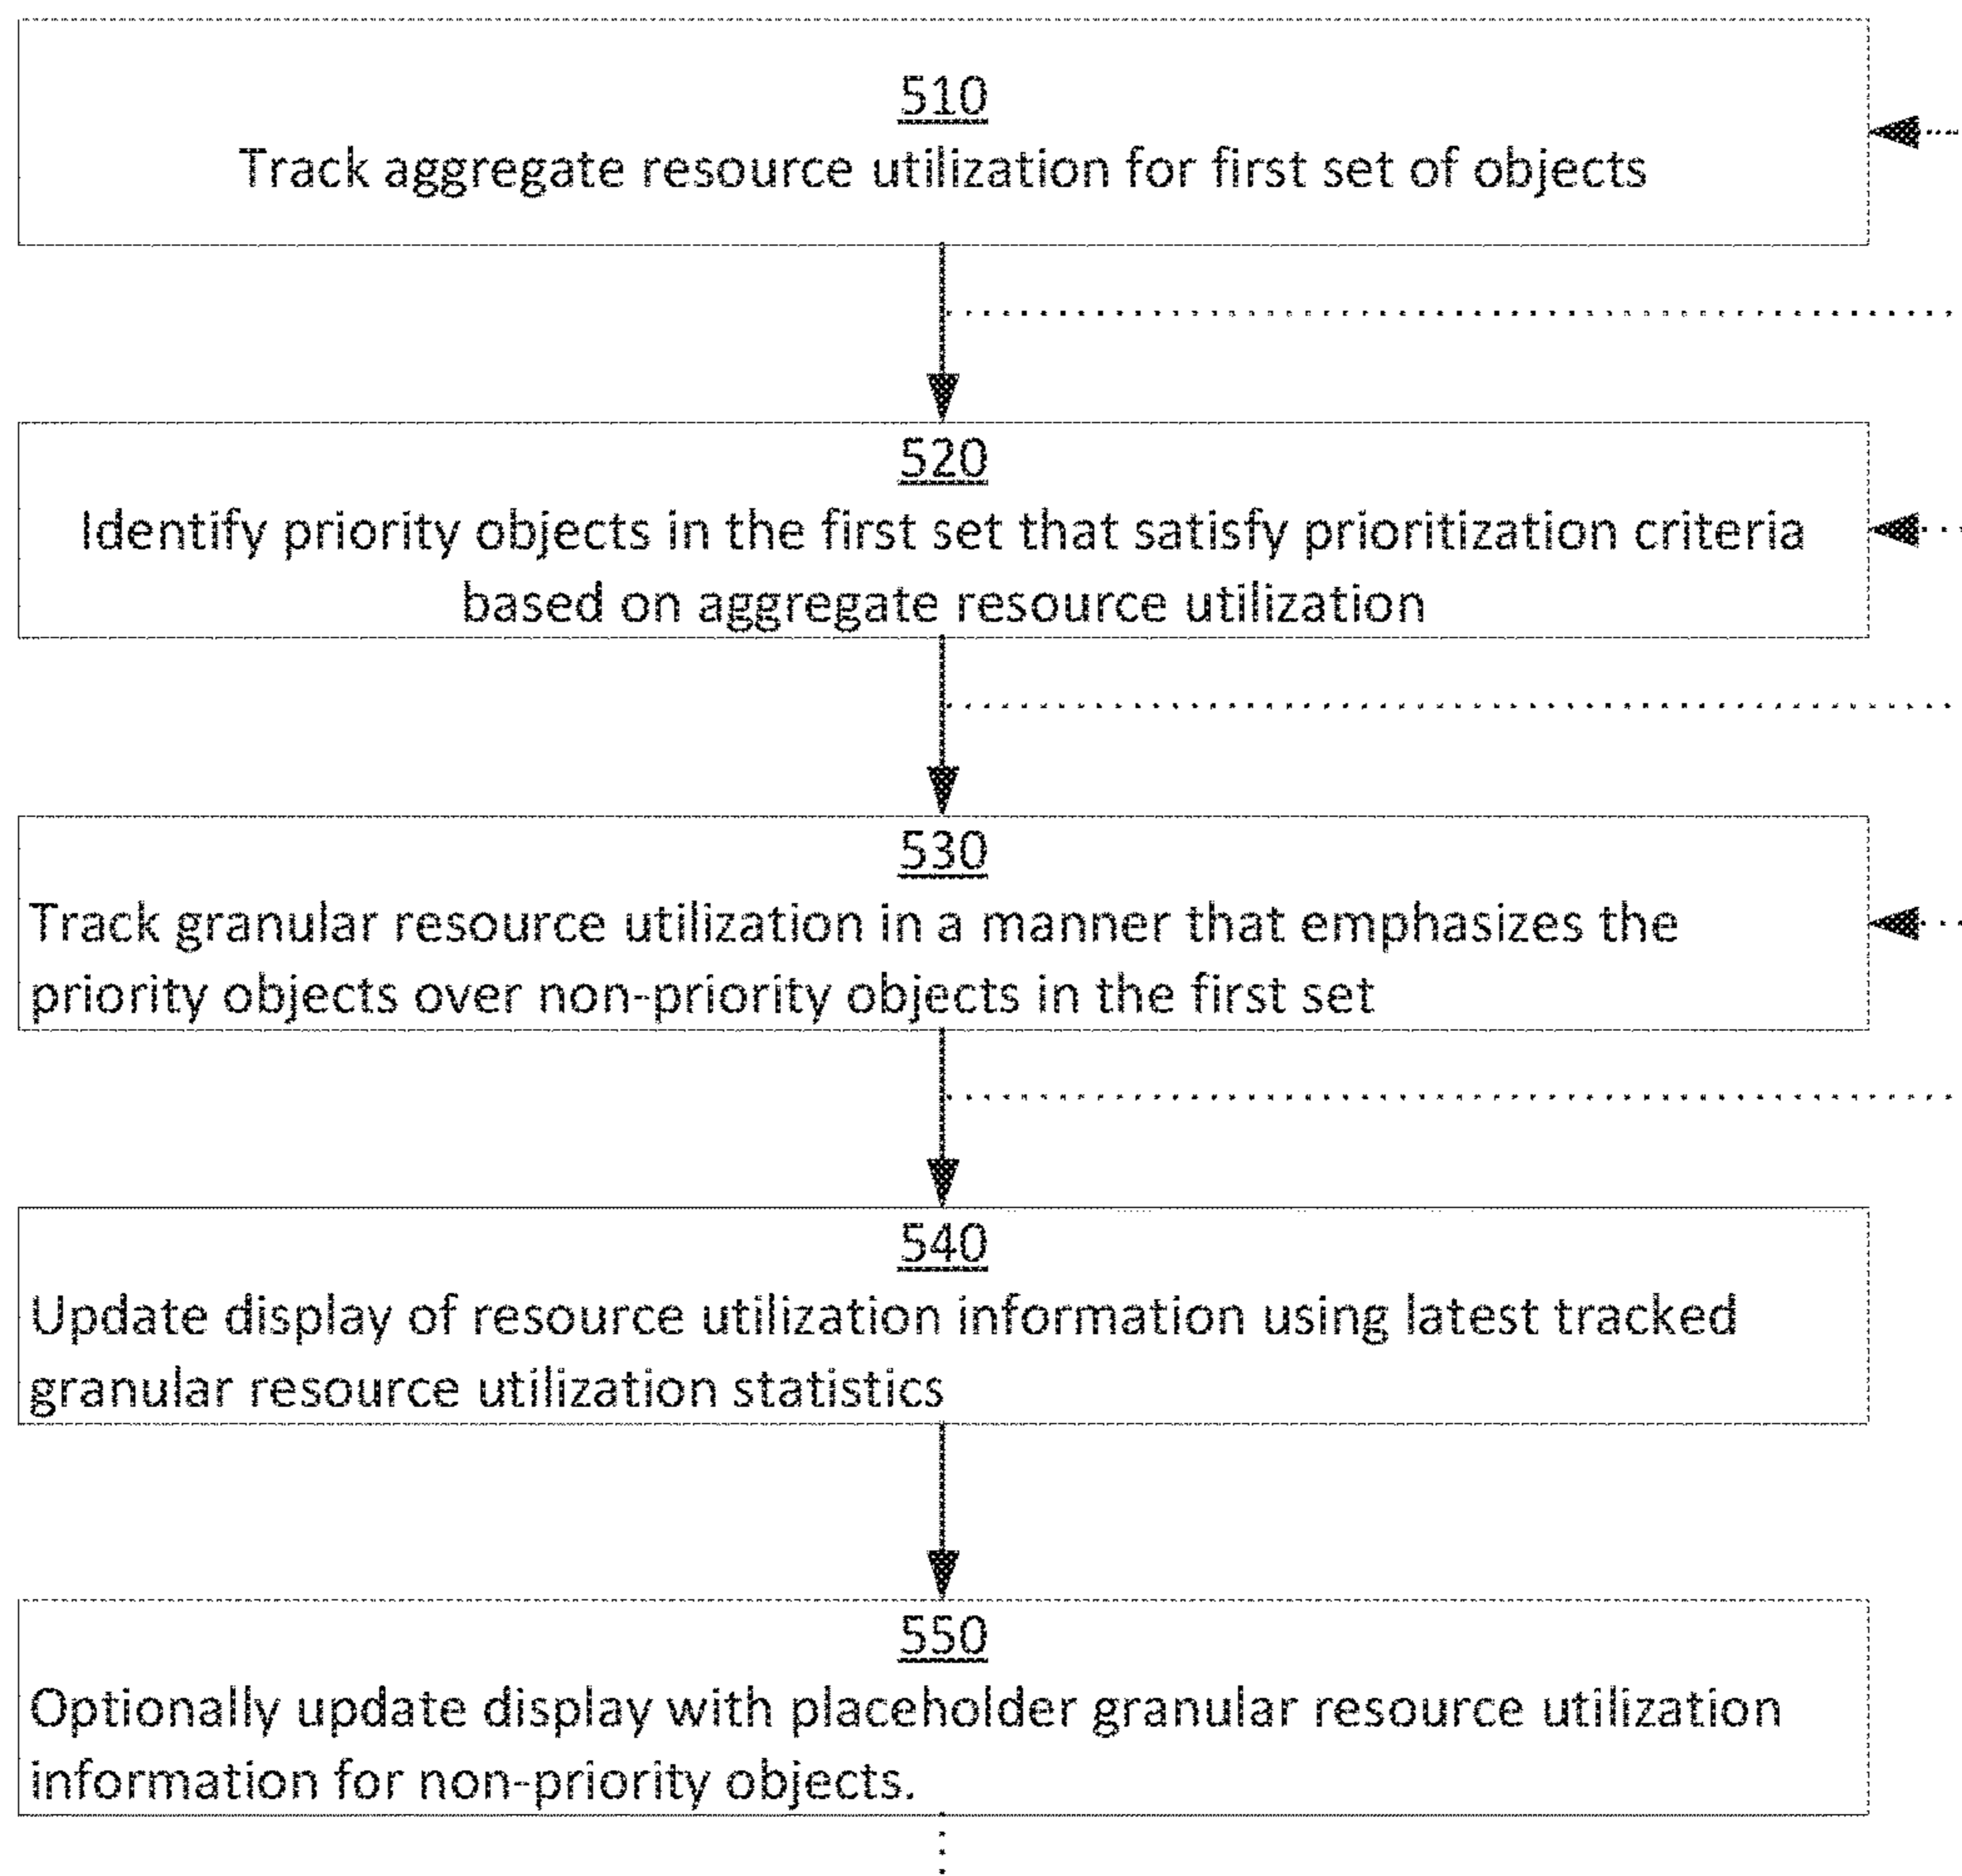 510
Track aggregate resource utilization for first set of objects
520
Identify priority objects in the first set that satisfy prioritization criteria
based on aggregate resource utilization
530
Track granular resource utilization in a manner that emphasizes the
priority objects over non-priority objects in the first set
540
Update display of resource utilization information using latest tracked
granular resource utilization statistics
550
Optionally update display with placeholder granular resource utilization
information for non-priority objects.